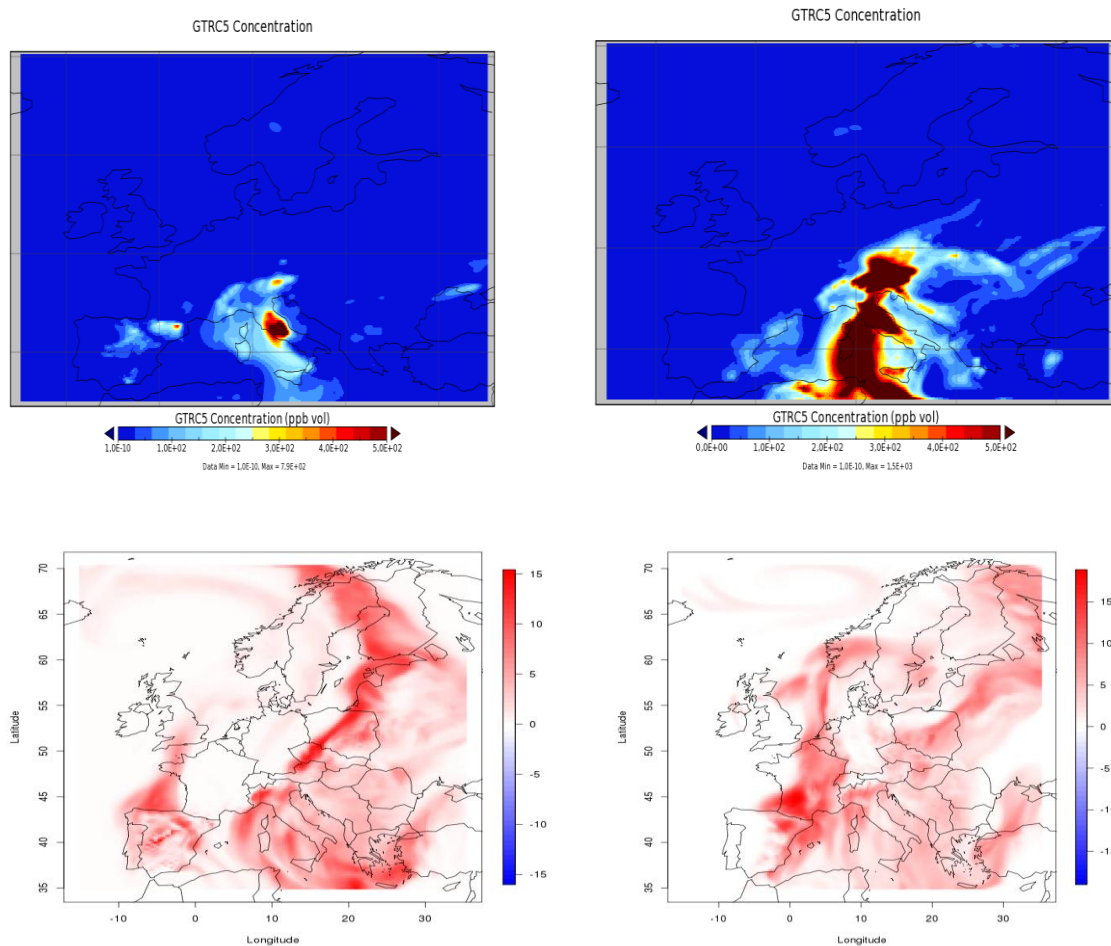 GTRC5 Concentration
GTRC5 Concentration (ppb vol)
1,0E-10 1,0E+02 2,0E+02 3,0E+02 4,0E+02 5,0E+02
Data Min = 1,0E-10, Max = 7,9E+02
GTRC5 Concentration
GTRC5 Concentration (ppb vol)
0,0E+00 1,0E+02 2,0E+02 3,0E+02 4,0E+02 5,0E+02
Data Min = 1,0E-10, Max = 1,5E+03
Latitude
70
65
60
55
50
45
40
35
-10 0 10 20 30
Longitude
15
10
5
0
-5
-10
-15
Latitude
70
65
60
55
50
45
40
35
-10 0 10 20 30
Longitude
15
10
5
0
-5
-10
-1